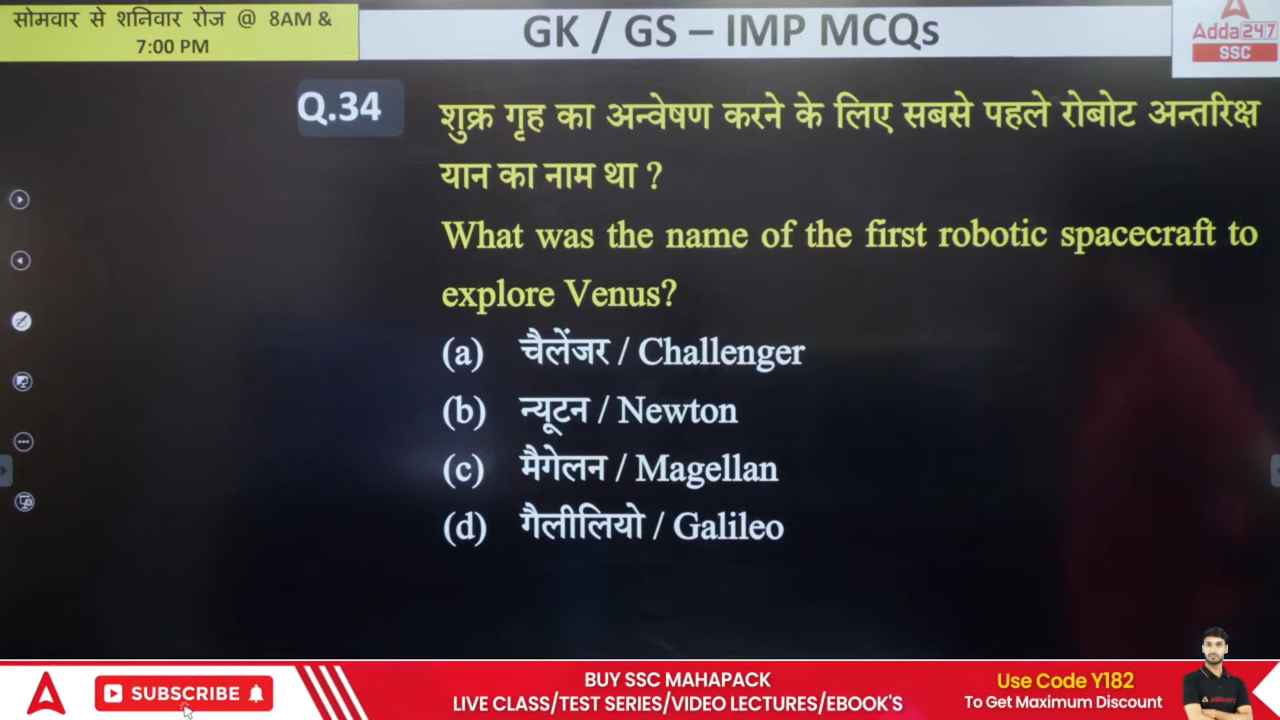 सोमवार से शनिवार रोज @ 8AM &
7:00 PM
GK / GS – IMP MCQs
Adda247
SSC
Q.34
शुक्र गृह का अन्वेषण करने के लिए सबसे पहले रोबोट अन्तरिक्ष
यान का नाम था ?
What was the name of the first robotic spacecraft to
explore Venus?
(a) चैलेंजर / Challenger
(b) न्यूटन / Newton
(c) मैगेलन / Magellan
(d) गैलीलियो / Galileo
SUBSCRIBE
BUY SSC MAHAPACK
LIVE CLASS/TEST SERIES/VIDEO LECTURES/EBOOK'S
Use Code Y182
To Get Maximum Discount